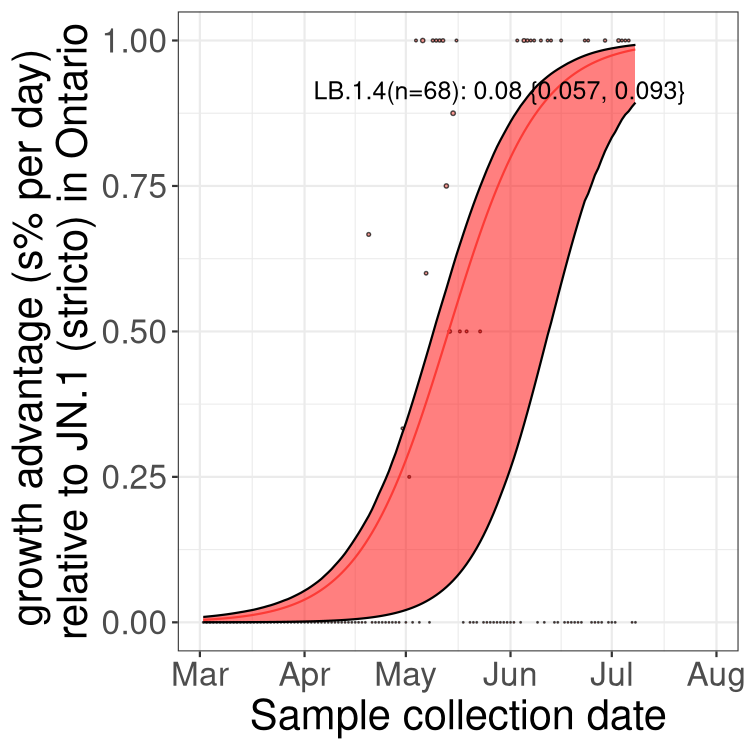 growth advantage (s% per day)
relative to JN.1 (stricto) in Ontario
1.00
0.75
0.50
0.25
0.00
LB.1.4(n=68): 0.08 {0.057, 0.093}
Mar Apr May Jun Jul Aug
Sample collection date